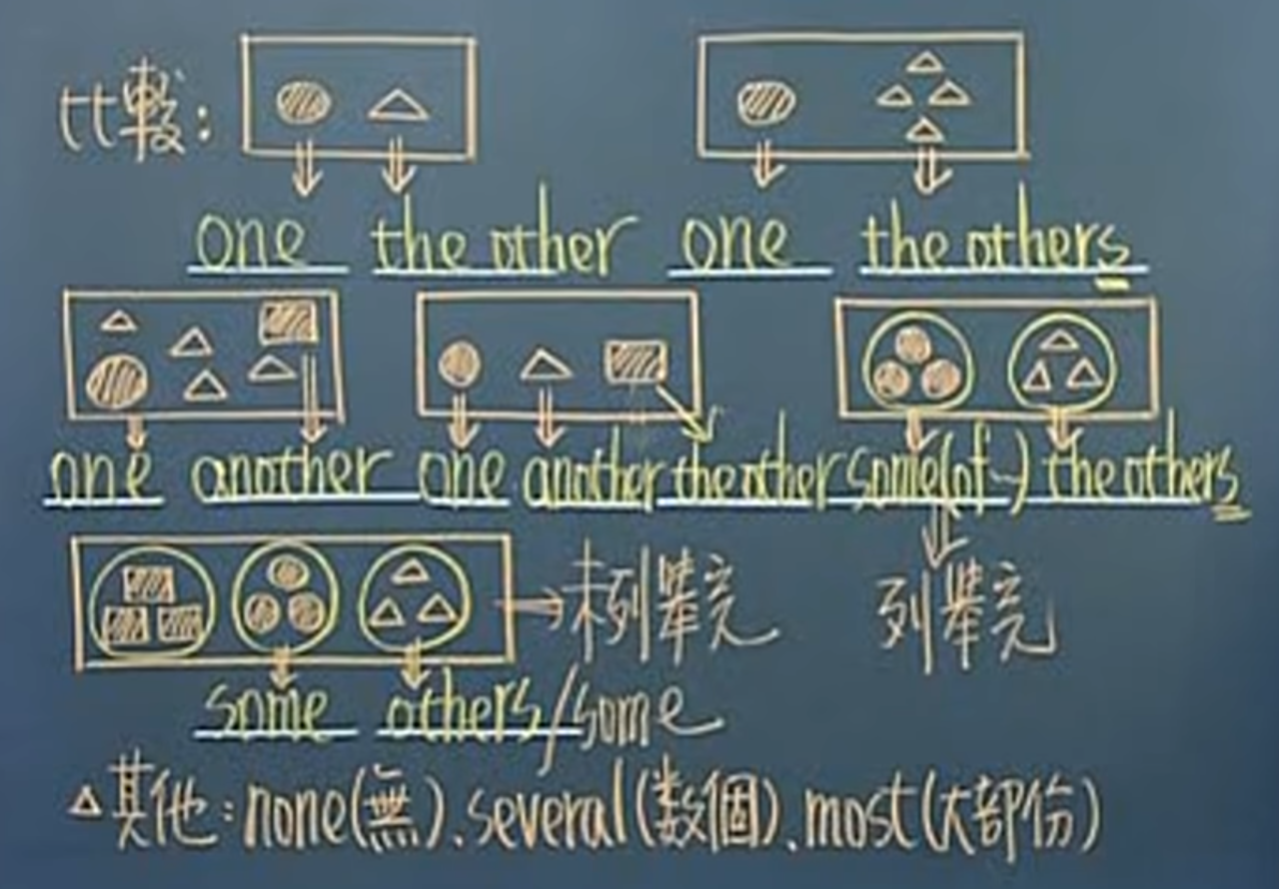 比較:
one the other one the others
one another one another the other some(of~) the others
未列舉完 列舉完
some others/some
△其他:none(無).several(数個).most(大部份)